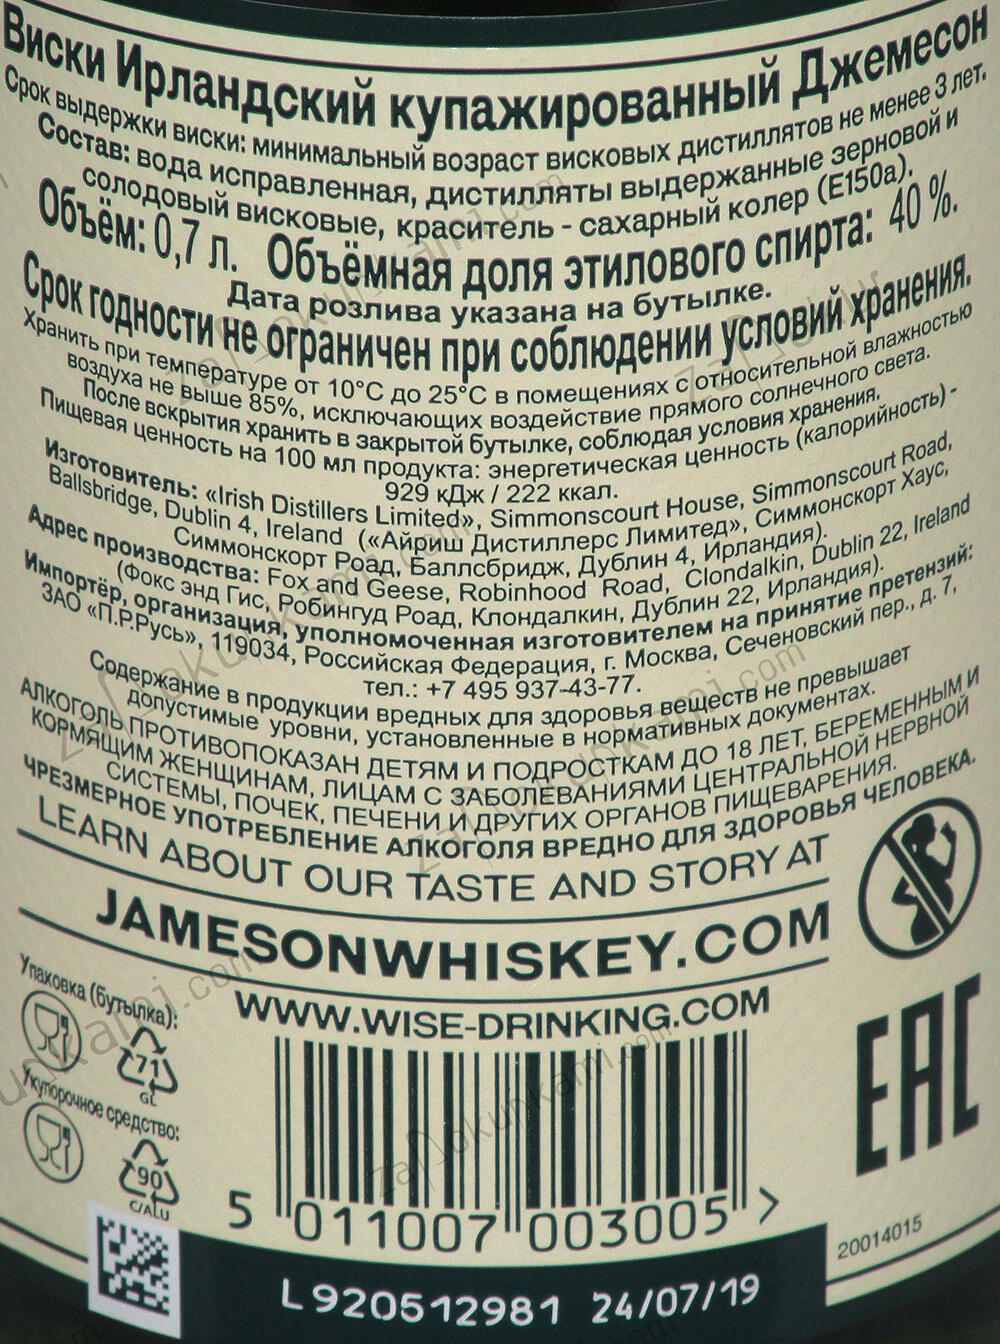 Виски Ирландский купажированный Джемесон
Срок выдержки виски: минимальный возраст висковых дистиллятов не менее 3 лет.
Состав: вода исправленная, дистилляты выдержанные зерновой и
солодовый висковые, краситель - сахарный колер (Е150а).
Объём: 0,7 л. Объёмная доля этилового спирта: 40 %.
Дата розлива указана на бутылке.
Срок годности не ограничен при соблюдении условий хранения.
Хранить при температуре от 10°С до 25°С в помещениях с относительной влажностью
воздуха не выше 85%, исключающих воздействие прямого солнечного света.
После вскрытия хранить в закрытой бутылке, соблюдая условия хранения.
Пищевая ценность на 100 мл продукта: энергетическая ценность (калорийность) -
929 кДж / 222 ккал.
Изготовитель: «Irish Distillers Limited», Simmonscourt House, Simmonscourt Road,
Ballsbridge, Dublin 4, Ireland («Айриш Дистиллерс Лимитед», Симмонскорт Хаус,
Симмонскорт Роад, Баллсбридж, Дублин 4, Ирландия).
Адрес производства: Fox and Geese, Robinhood Road, Clondalkin, Dublin 22, Ireland
(Фокс энд Гис, Робингуд Роад, Клондалкин, Дублин 22, Ирландия).
Импортёр, организация, уполномоченная изготовителем на принятие претензий:
ЗАО «П.Р.Русь», 119034, Российская Федерация, г. Москва, Сеченовский пер., д. 7,
тел.: +7 495 937-43-77.
Содержание в продукции вредных для здоровья веществ не превышает
допустимые уровни, установленные в нормативных документах.
АЛКОГОЛЬ ПРОТИВОПОКАЗАН ДЕТЯМ И ПОДРОСТКАМ ДО 18 ЛЕТ, БЕРЕМЕННЫМ И
КОРМЯЩИМ ЖЕНЩИНАМ, ЛИЦАМ С ЗАБОЛЕВАНИЯМИ ЦЕНТРАЛЬНОЙ НЕРВНОЙ
СИСТЕМЫ, ПОЧЕК, ПЕЧЕНИ И ДРУГИХ ОРГАНОВ ПИЩЕВАРЕНИЯ.
ЧРЕЗМЕРНОЕ УПОТРЕБЛЕНИЕ АЛКОГОЛЯ ВРЕДНО ДЛЯ ЗДОРОВЬЯ ЧЕЛОВЕКА.
LEARN ABOUT OUR TASTE AND STORY AT
JAMESONWHISKEY.COM
WWW.WISE-DRINKING.COM
Упаковка (бутылка):
71
GL
Укупорочное средство:
90
C/ALU
EAC
5 011007 003005 >
20014015
L920512981 24/07/19